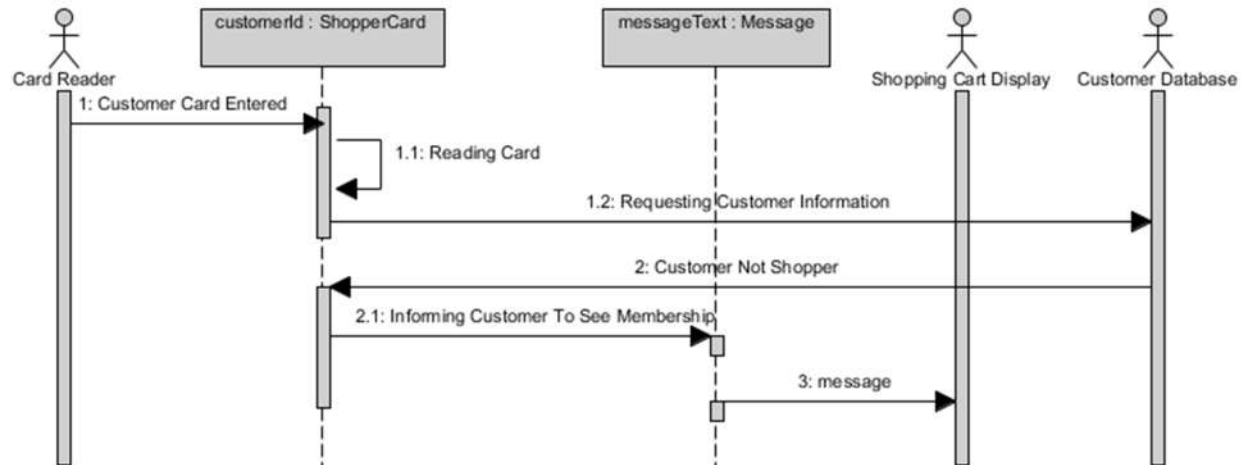 customerId : ShopperCard
messageText : Message
Card Reader
Shopping Cart Display
Customer Database
1: Customer Card Entered
1.1: Reading Card
1.2: Requesting Customer Information
2: Customer Not Shopper
2.1: Informing Customer To See Membership
3: message